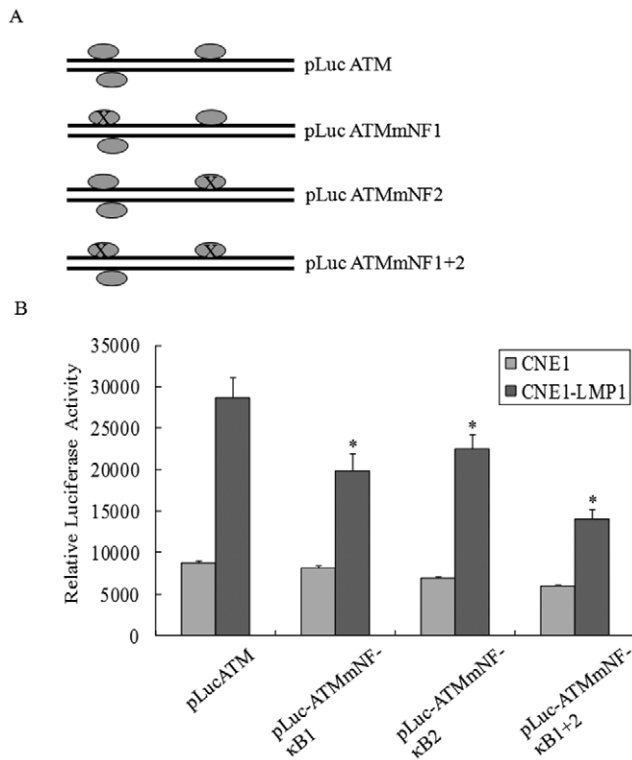 A
pLuc ATM
X
pLuc ATMmNF1
X
pLuc ATMmNF2
X X
pLuc ATMmNF1+2
B
Relative Luciferase Activity
35000
30000
25000
20000
15000
10000
5000
0
CNE1
CNE1-LMP1
*
*
*
pLucATM
pLuc-ATMmNF-
κB1
pLuc-ATMmNF-
κB2
pLuc-ATMmNF-
κB1+2